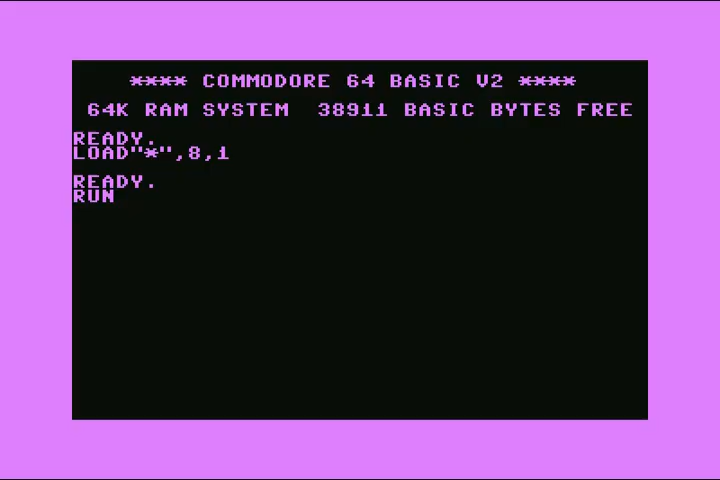 **** COMMODORE 64 BASIC V2 ****
64K RAM SYSTEM  38911 BASIC BYTES FREE
READY.
LOAD"*",8,1
READY.
RUN